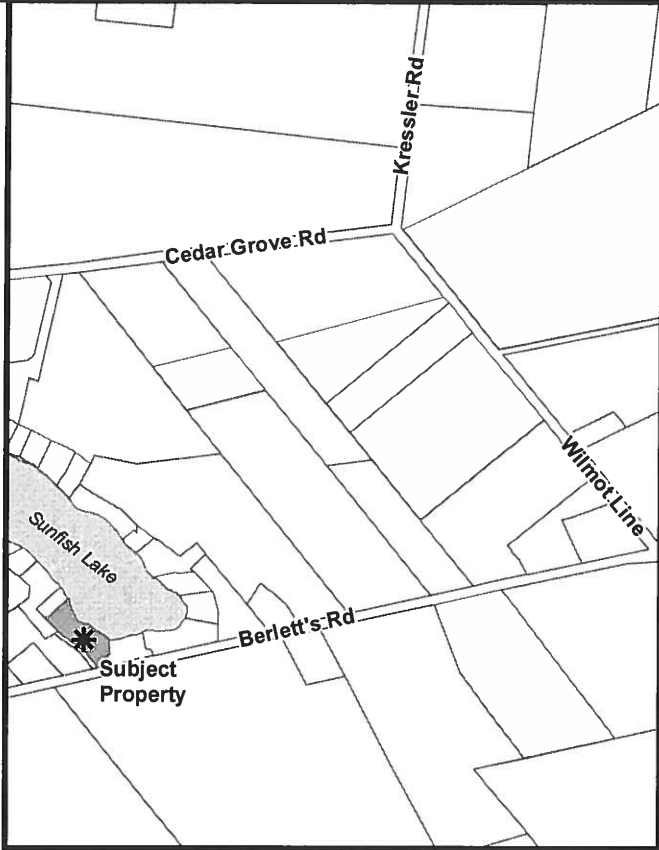 Kressler Rd
Cedar Grove Rd
Wilmot Line
Sunfish Lake
Berlett's Rd
Subject
Property